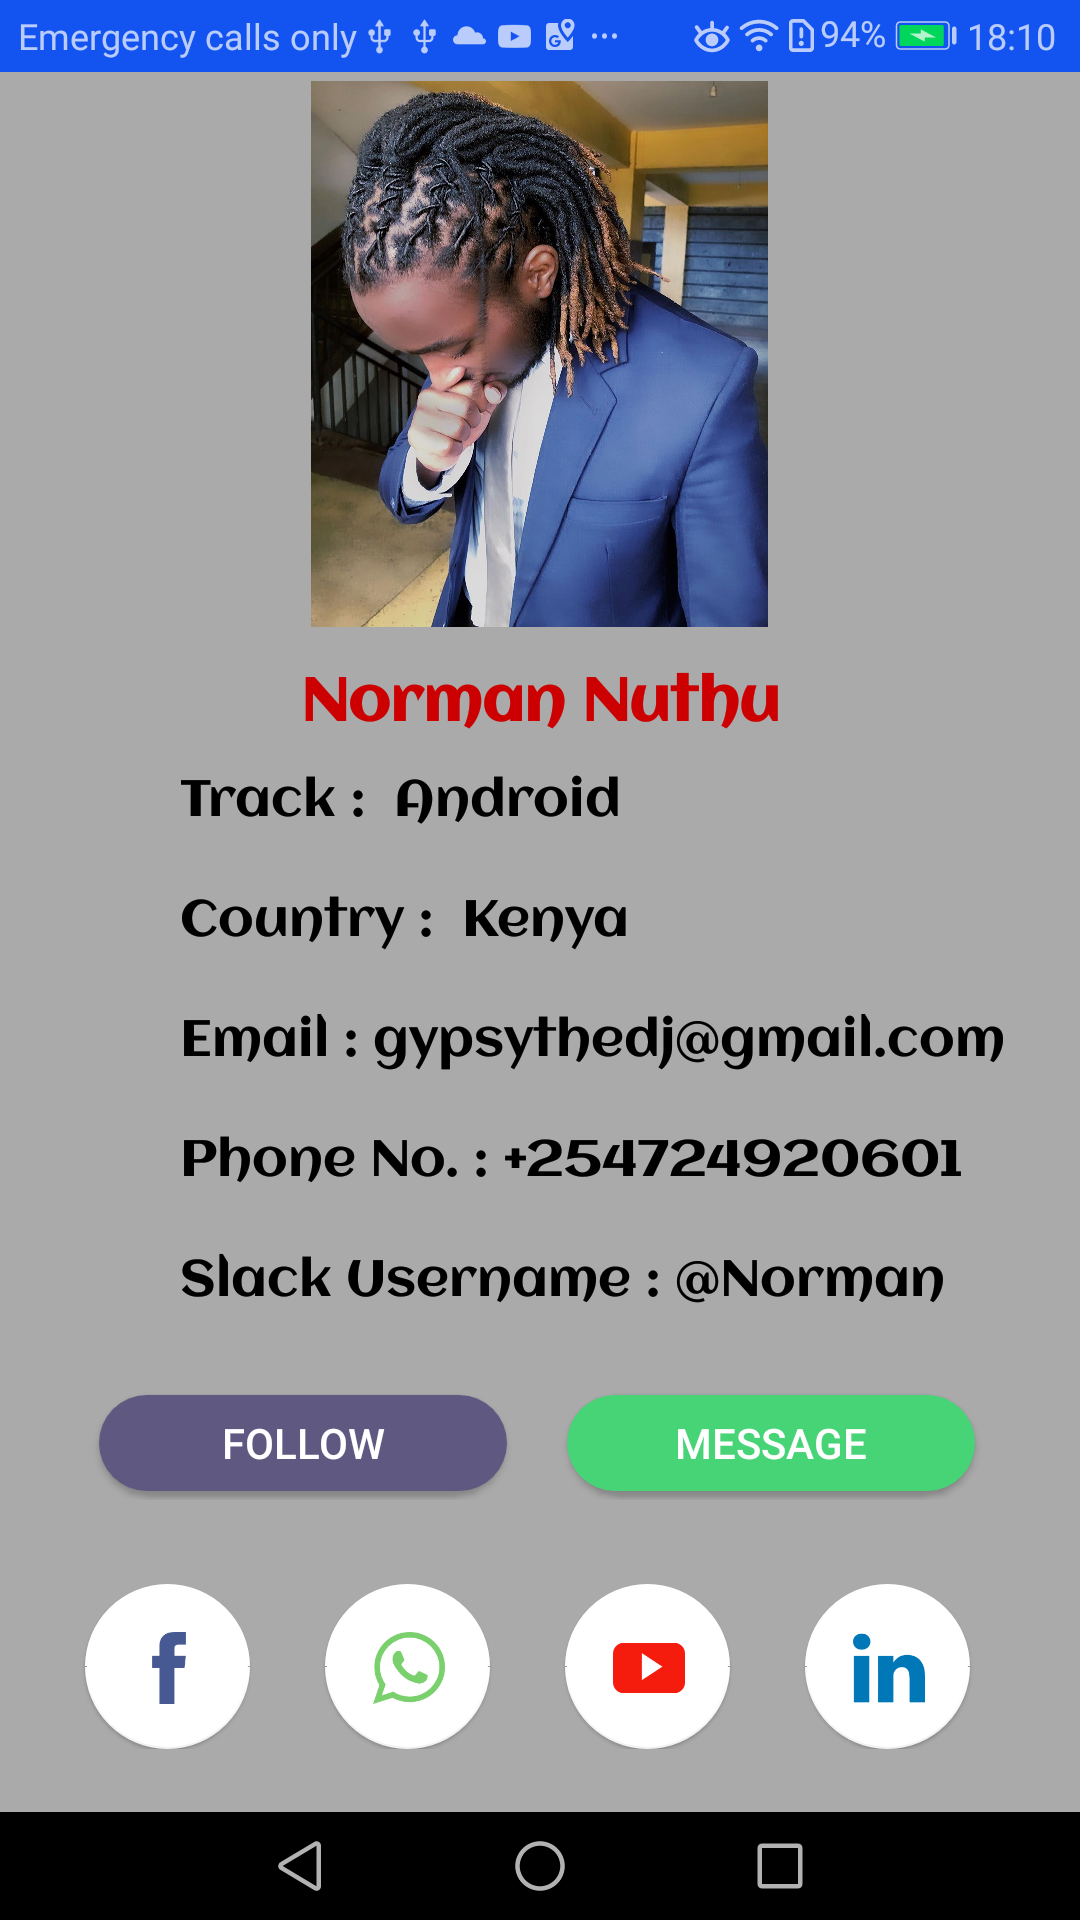 Emergency calls only 94% 18:10
Norman Nuthu
Track : Android
Country : Kenya
Email : gypsythedj@gmail.com
Phone No. : +254724920601
Slack Username : @Norman
FOLLOW MESSAGE
f in